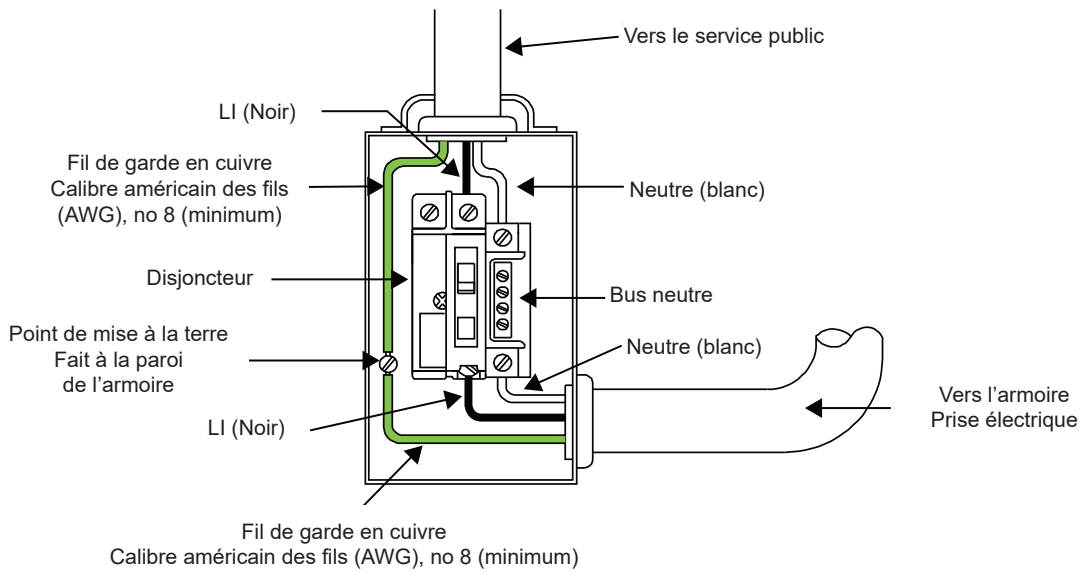 Vers le service public
LI (Noir)
Fil de garde en cuivre
Calibre américain des fils
(AWG), no 8 (minimum)
Neutre (blanc)
Disjoncteur
Bus neutre
Point de mise à la terre
Fait à la paroi
de l’armoire
Neutre (blanc)
Vers l’armoire
Prise électrique
LI (Noir)
Fil de garde en cuivre
Calibre américain des fils (AWG), no 8 (minimum)